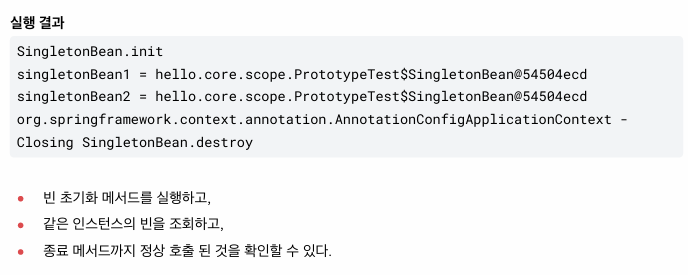 실행 결과
SingletonBean.init
singletonBean1 = hello.core.scope.PrototypeTest$SingletonBean@54504ecd
singletonBean2 = hello.core.scope.PrototypeTest$SingletonBean@54504ecd
org.springframework.context.annotation.AnnotationConfigApplicationContext -
Closing SingletonBean.destroy
• 빈 초기화 메서드를 실행하고,
• 같은 인스턴스의 빈을 조회하고,
• 종료 메서드까지 정상 호출 된 것을 확인할 수 있다.